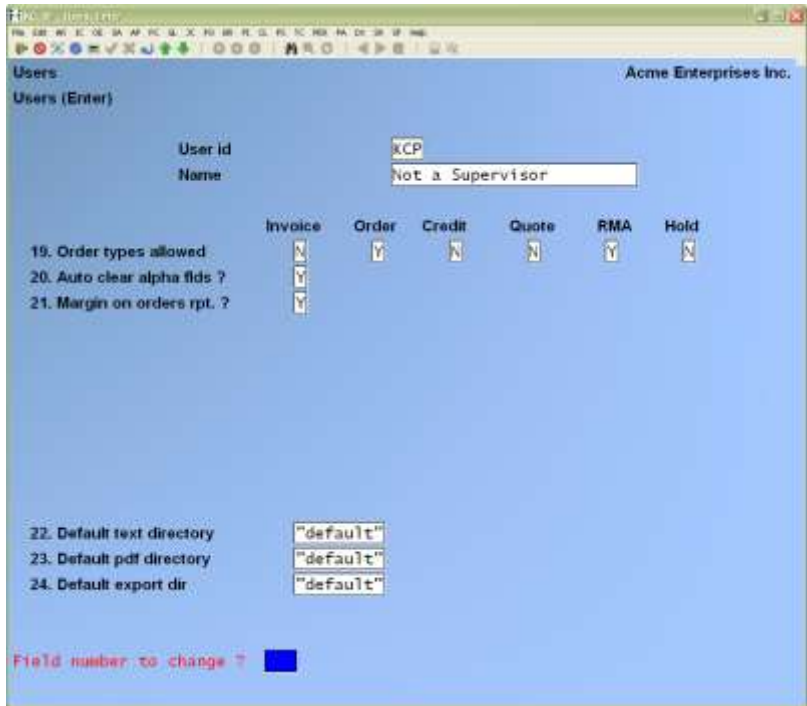 Users Acme Enterprises Inc.
Users (Enter)
User id KCP
Name Not a Supervisor
Invoice Order Credit Quote RMA Hold
19. Order types allowed N Y N N Y N
20. Auto clear alpha flds ? Y
21. Margin on orders rpt. ? Y
22. Default text directory "default"
23. Default pdf directory "default"
24. Default export dir "default"
Field number to change ?